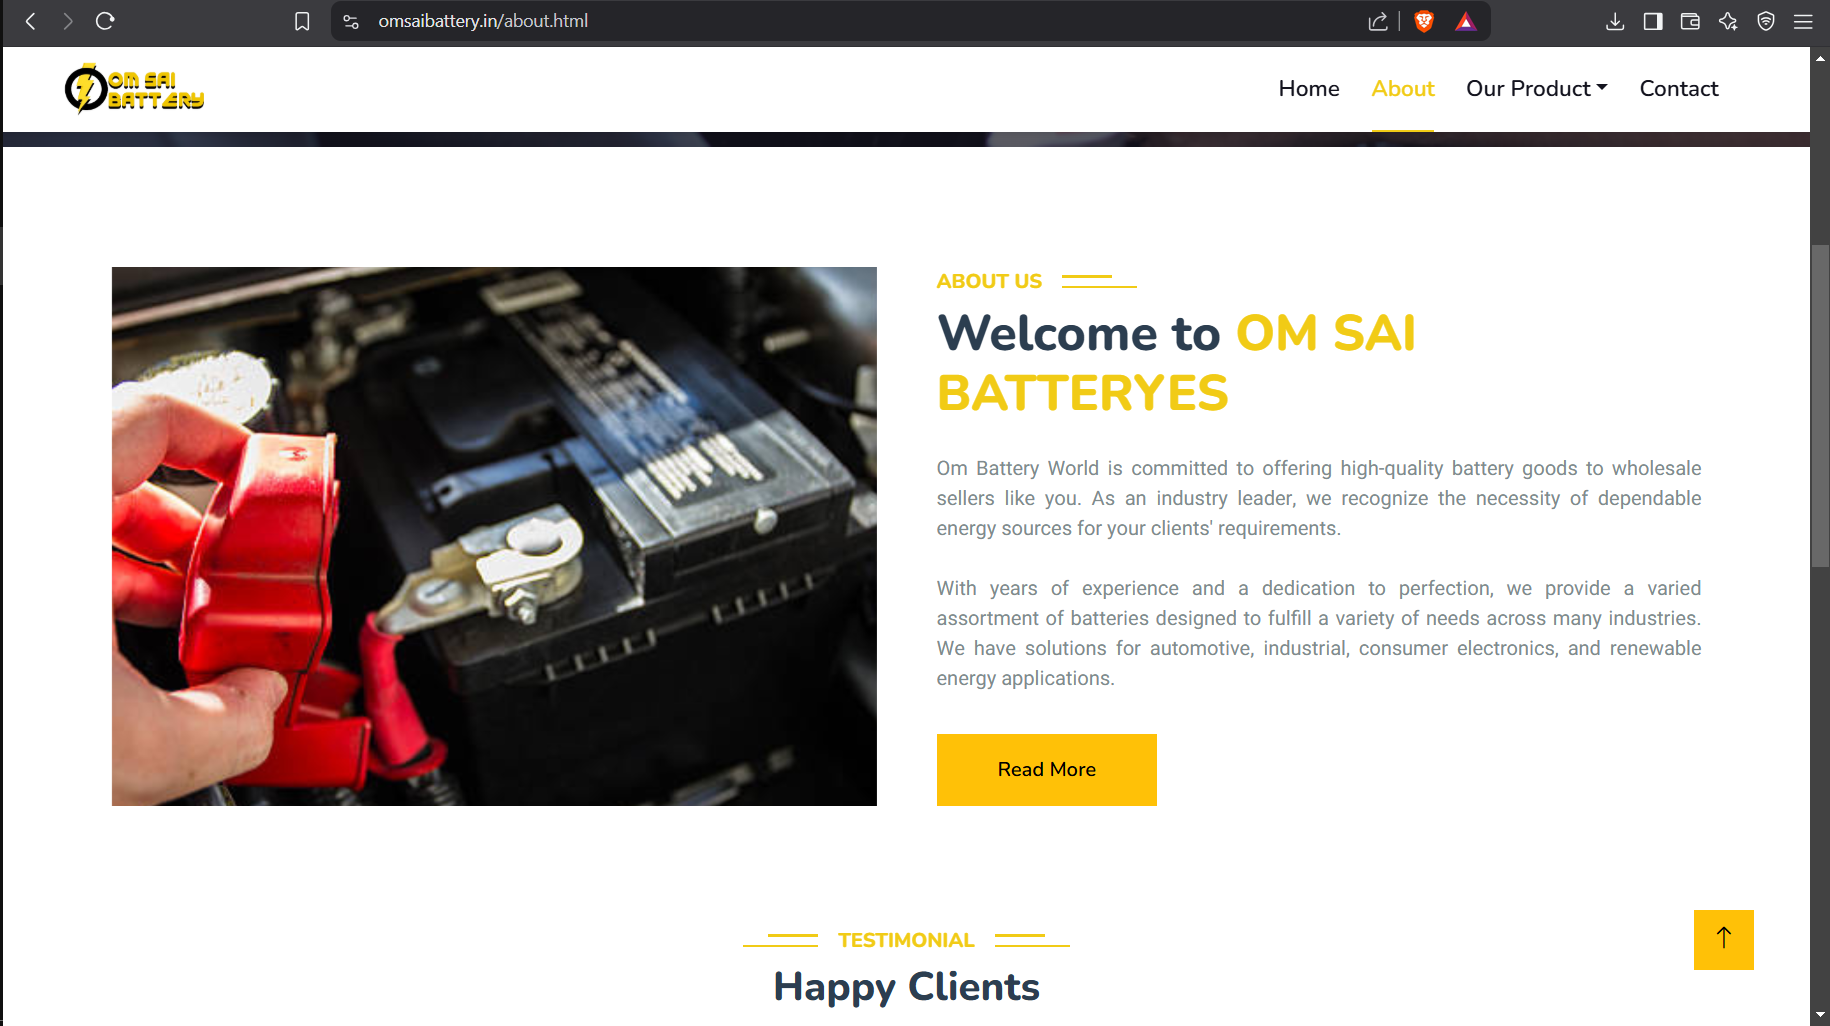 omsaibattery.in/about.html
OM SAI
BATTERY
Home
About
Our Product
Contact
ABOUT US
Welcome to OM SAI
BATTERYES
Om Battery World is committed to offering high-quality battery goods to wholesale
sellers like you. As an industry leader, we recognize the necessity of dependable
energy sources for your clients' requirements.
With years of experience and a dedication to perfection, we provide a varied
assortment of batteries designed to fulfill a variety of needs across many industries.
We have solutions for automotive, industrial, consumer electronics, and renewable
energy applications.
Read More
TESTIMONIAL
Happy Clients